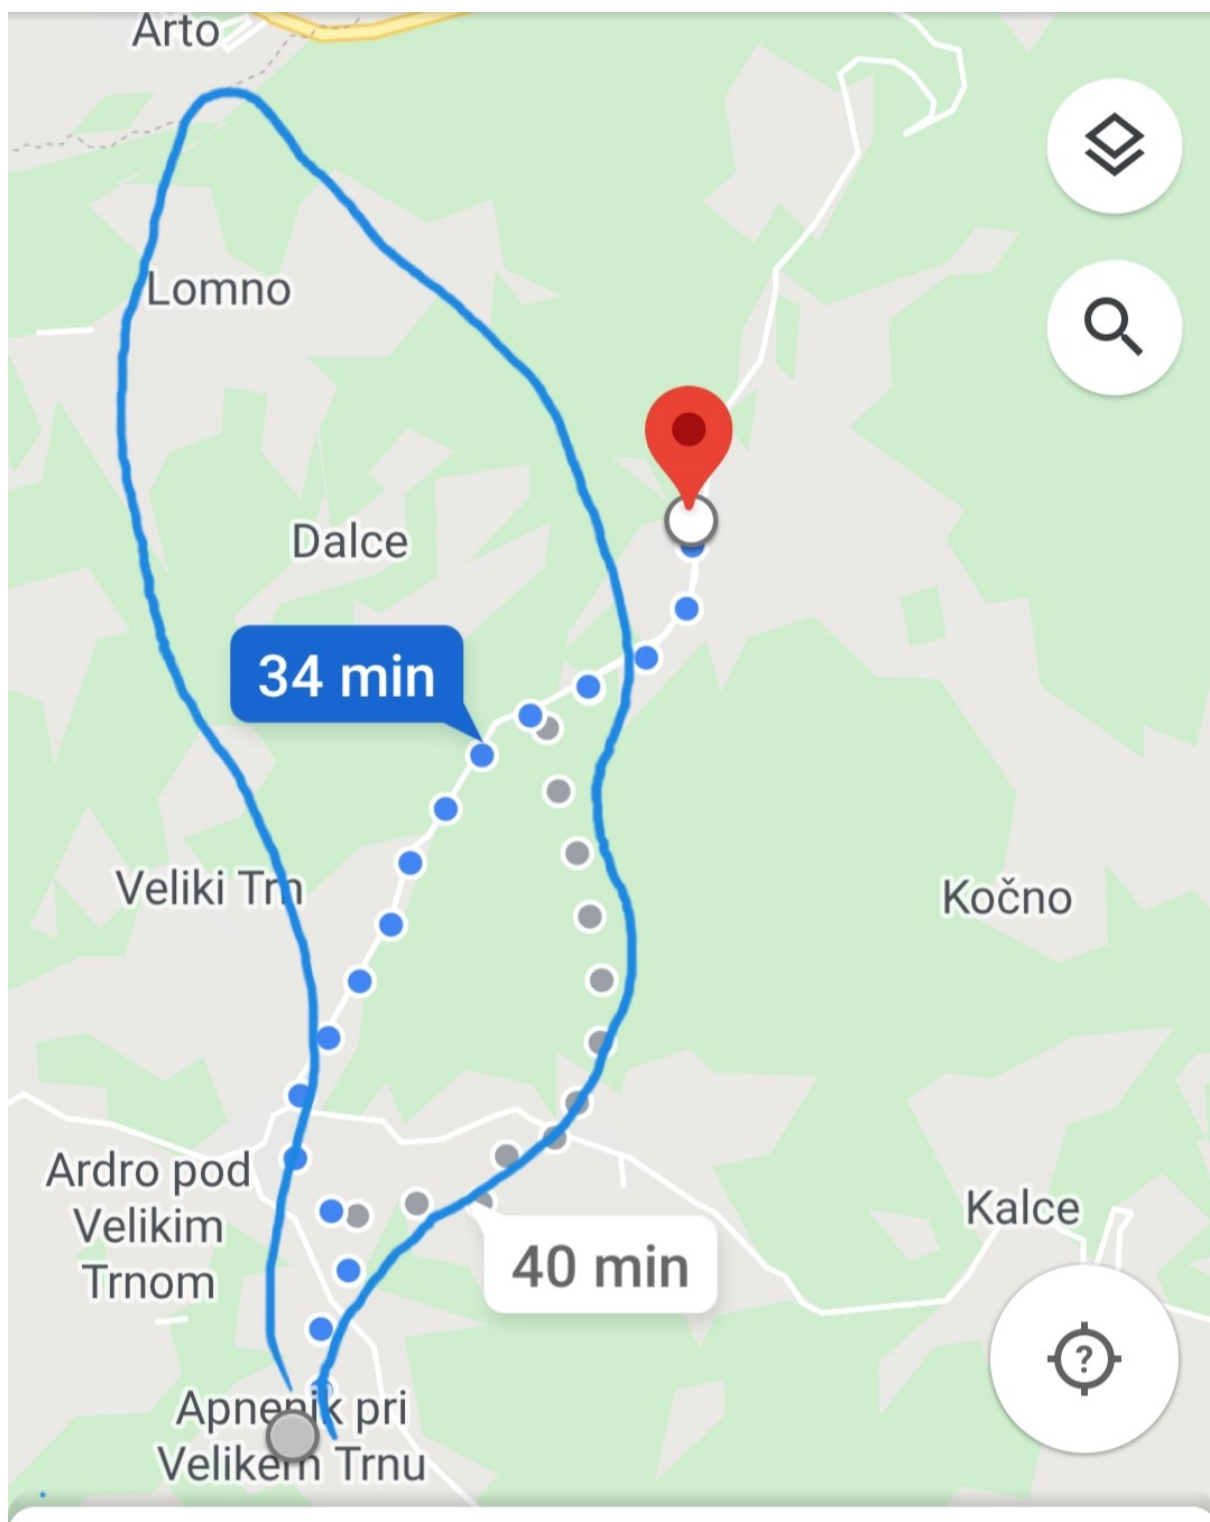 Arto
Lomno
Dalce
34 min
Veliki Trn
Kočno
Ardro pod
Velikim
Trnom
Kalce
40 min
?
Apnenik pri
Velikem Trnu